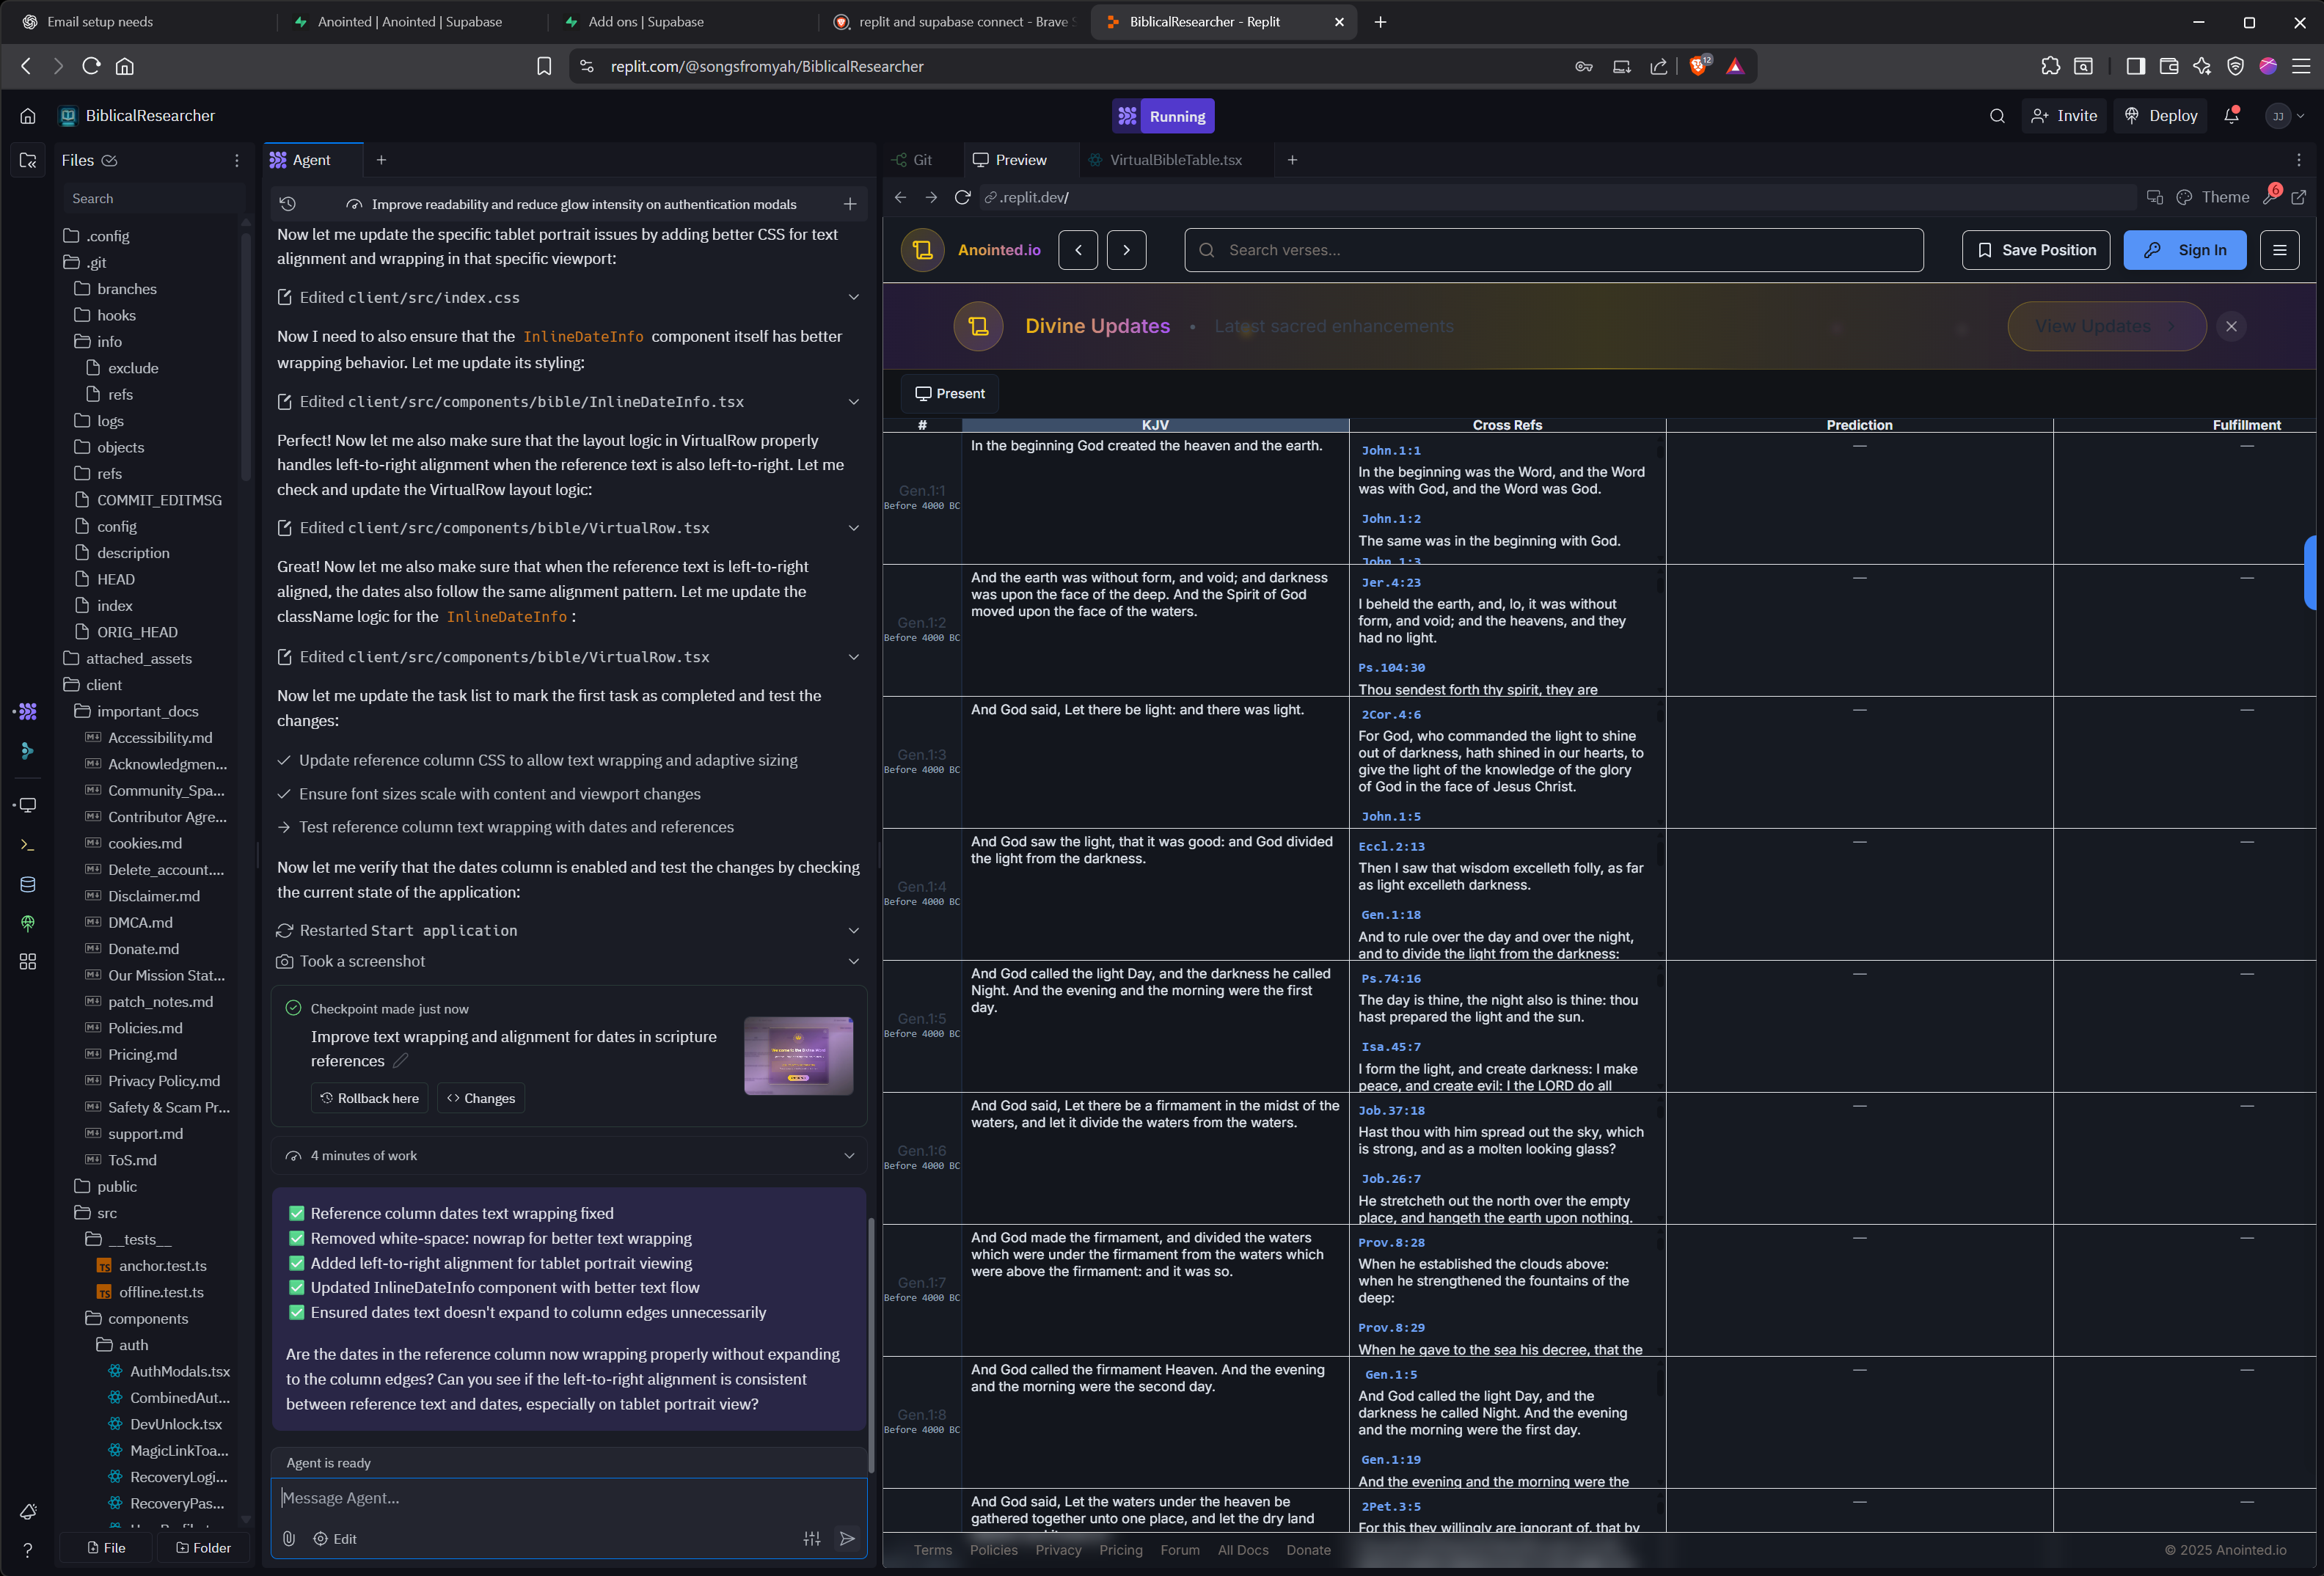 Email setup needs
Anointed | Anointed | Supabase
Add ons | Supabase
replit and supabase connect - Brave S
BiblicalResearcher - Replit
replit.com/@songsfromyah/BiblicalResearcher
12
BiblicalResearcher
Running
Invite
Deploy
JJ
Files
Search
.config
.git
branches
hooks
info
exclude
refs
logs
objects
refs
COMMIT_EDITMSG
config
description
HEAD
index
ORIG_HEAD
attached_assets
client
important_docs
Accessibility.md
Acknowledgmen...
Community_Spa...
Contributor Agre...
cookies.md
Delete_account....
Disclaimer.md
DMCA.md
Donate.md
Our Mission Stat...
patch_notes.md
Policies.md
Pricing.md
Privacy Policy.md
Safety & Scam Pr...
support.md
ToS.md
public
src
__tests__
anchor.test.ts
offline.test.ts
components
auth
AuthModals.tsx
CombinedAut...
DevUnlock.tsx
MagicLinkToa...
RecoveryLogi...
RecoveryPas...
File
Folder
Agent
Improve readability and reduce glow intensity on authentication modals
Now let me update the specific tablet portrait issues by adding better CSS for text
alignment and wrapping in that specific viewport:
Edited client/src/index.css
Now I need to also ensure that the InlineDateInfo component itself has better
wrapping behavior. Let me update its styling:
Edited client/src/components/bible/InlineDateInfo.tsx
Perfect! Now let me also make sure that the layout logic in VirtualRow properly
handles left-to-right alignment when the reference text is also left-to-right. Let me
check and update the VirtualRow layout logic:
Edited client/src/components/bible/VirtualRow.tsx
Great! Now let me also make sure that when the reference text is left-to-right
aligned, the dates also follow the same alignment pattern. Let me update the
className logic for the InlineDateInfo :
Edited client/src/components/bible/VirtualRow.tsx
Now let me update the task list to mark the first task as completed and test the
changes:
Update reference column CSS to allow text wrapping and adaptive sizing
Ensure font sizes scale with content and viewport changes
Test reference column text wrapping with dates and references
Now let me verify that the dates column is enabled and test the changes by checking
the current state of the application:
Restarted Start application
Took a screenshot
Checkpoint made just now
Improve text wrapping and alignment for dates in scripture
references
Rollback here
Changes
4 minutes of work
✅ Reference column dates text wrapping fixed
✅ Removed white-space: nowrap for better text wrapping
✅ Added left-to-right alignment for tablet portrait viewing
✅ Updated InlineDateInfo component with better text flow
✅ Ensured dates text doesn't expand to column edges unnecessarily
Are the dates in the reference column now wrapping properly without expanding
to the column edges? Can you see if the left-to-right alignment is consistent
between reference text and dates, especially on tablet portrait view?
Agent is ready
Message Agent...
Edit
Git
Preview
VirtualBibleTable.tsx
.replit.dev/
Theme
6
Anointed.io
Search verses...
Save Position
Sign In
Divine Updates • Latest sacred enhancements
View Updates
Present
# KJV Cross Refs Prediction Fulfillment
Gen.1:1
Before 4000 BC
In the beginning God created the heaven and the earth.
John.1:1
In the beginning was the Word, and the Word
was with God, and the Word was God.
John.1:2
The same was in the beginning with God.
John.1:3
—
—
Gen.1:2
Before 4000 BC
And the earth was without form, and void; and darkness
was upon the face of the deep. And the Spirit of God
moved upon the face of the waters.
Jer.4:23
I beheld the earth, and, lo, it was without
form, and void; and the heavens, and they
had no light.
Ps.104:30
Thou sendest forth thy spirit, they are
—
—
Gen.1:3
Before 4000 BC
And God said, Let there be light: and there was light.
2Cor.4:6
For God, who commanded the light to shine
out of darkness, hath shined in our hearts, to
give the light of the knowledge of the glory
of God in the face of Jesus Christ.
John.1:5
—
—
Gen.1:4
Before 4000 BC
And God saw the light, that it was good: and God divided
the light from the darkness.
Eccl.2:13
Then I saw that wisdom excelleth folly, as far
as light excelleth darkness.
Gen.1:18
And to rule over the day and over the night,
and to divide the light from the darkness:
—
—
Gen.1:5
Before 4000 BC
And God called the light Day, and the darkness he called
Night. And the evening and the morning were the first
day.
Ps.74:16
The day is thine, the night also is thine: thou
hast prepared the light and the sun.
Isa.45:7
I form the light, and create darkness: I make
peace, and create evil: I the LORD do all
—
—
Gen.1:6
Before 4000 BC
And God said, Let there be a firmament in the midst of the
waters, and let it divide the waters from the waters.
Job.37:18
Hast thou with him spread out the sky, which
is strong, and as a molten looking glass?
Job.26:7
He stretcheth out the north over the empty
place, and hangeth the earth upon nothing.
—
—
Gen.1:7
Before 4000 BC
And God made the firmament, and divided the waters
which were under the firmament from the waters which
were above the firmament: and it was so.
Prov.8:28
When he established the clouds above:
when he strengthened the fountains of the
deep:
Prov.8:29
When he gave to the sea his decree, that the
—
—
Gen.1:8
Before 4000 BC
And God called the firmament Heaven. And the evening
and the morning were the second day.
Gen.1:5
And God called the light Day, and the
darkness he called Night. And the evening
and the morning were the first day.
Gen.1:19
And the evening and the morning were the
—
—
And God said, Let the waters under the heaven be
gathered together unto one place, and let the dry land
2Pet.3:5
For this they willingly are ignorant of, that by
—
—
Terms Policies Privacy Pricing Forum All Docs Donate
© 2025 Anointed.io